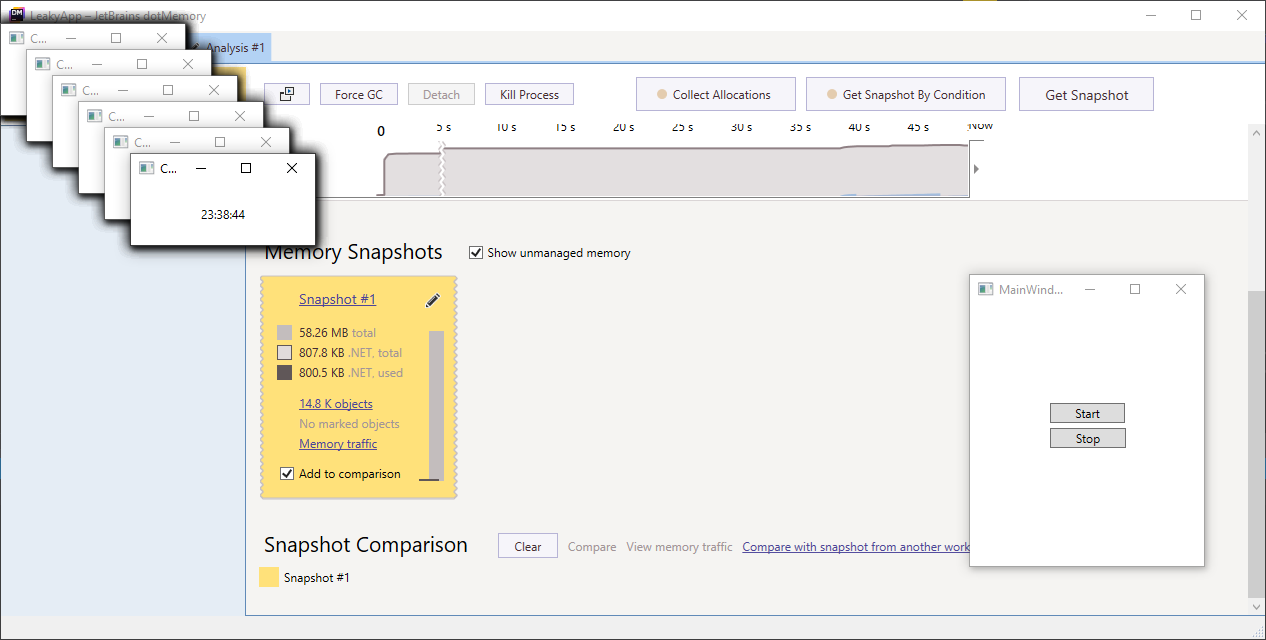 DM LeakyApp – JetBrains dotMemory
C...
Analysis #1
C...
C...
C...
C...
C...
23:38:44
Force GC
Detach
Kill Process
Collect Allocations
Get Snapshot By Condition
Get Snapshot
0 5 s 10 s 15 s 20 s 25 s 30 s 35 s 40 s 45 s Now
Memory Snapshots
Show unmanaged memory
Snapshot #1
58.26 MB total
807.8 KB .NET, total
800.5 KB .NET, used
14.8 K objects
No marked objects
Memory traffic
Add to comparison
MainWind...
Start
Stop
Snapshot Comparison
Clear
Compare
View memory traffic
Compare with snapshot from another work
Snapshot #1